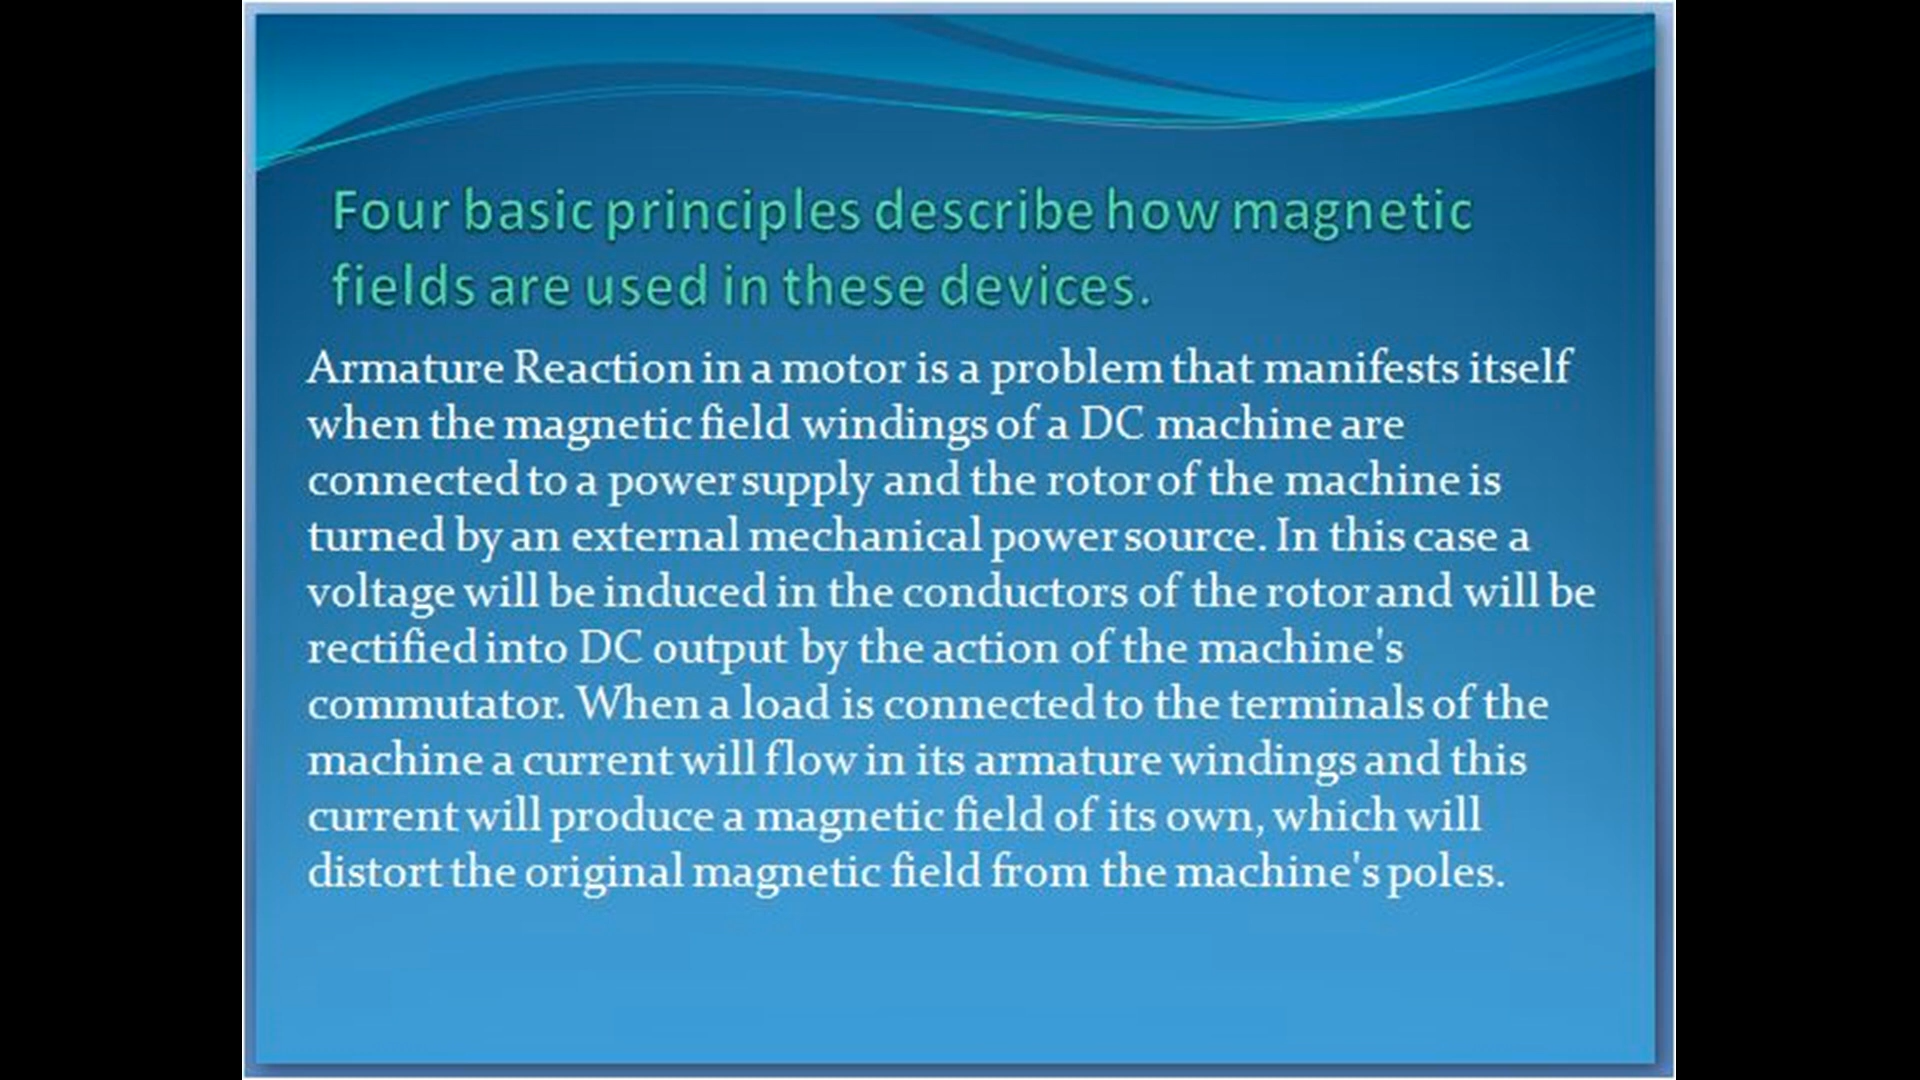 Four basic principles describe how magnetic
fields are used in these devices.
Armature Reaction in a motor is a problem that manifests itself
when the magnetic field windings of a DC machine are
connected to a power supply and the rotor of the machine is
turned by an external mechanical power source. In this case a
voltage will be induced in the conductors of the rotor and will be
rectified into DC output by the action of the machine's
commutator. When a load is connected to the terminals of the
machine a current will flow in its armature windings and this
current will produce a magnetic field of its own, which will
distort the original magnetic field from the machine's poles.